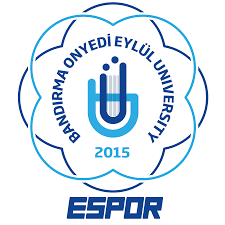 BANDIRMA ONYEDİ EYLÜL UNIVERSITY
2015
ESPOR